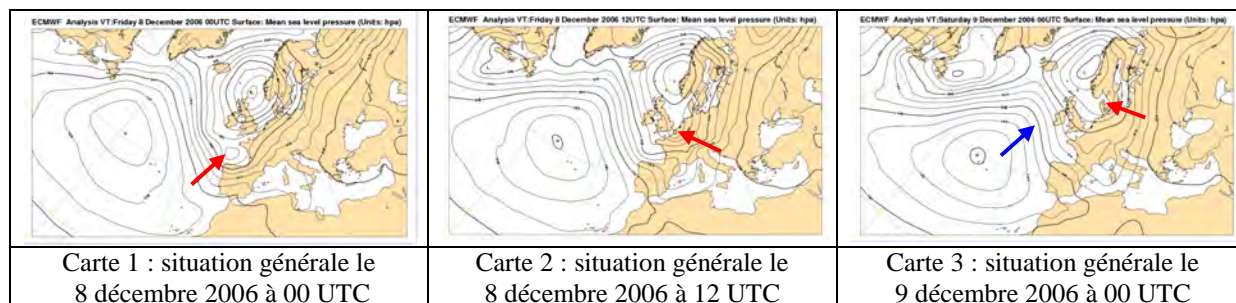 ECMWF Analysis VT:Friday 8 December 2006 00UTC Surface: Mean sea level pressure (Units: hpa)
ECMWF Analysis VT:Friday 8 December 2006 12UTC Surface: Mean sea level pressure (Units: hpa)
ECMWF Analysis VT:Saturday 9 December 2006 00UTC Surface: Mean sea level pressure (Units: hpa)
Carte 1 : situation générale le
8 décembre 2006 à 00 UTC
Carte 2 : situation générale le
8 décembre 2006 à 12 UTC
Carte 3 : situation générale le
9 décembre 2006 à 00 UTC